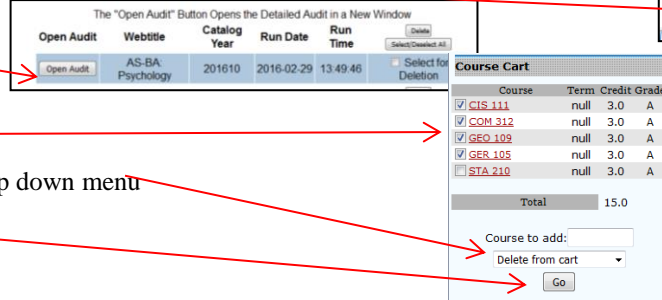 The "Open Audit" Button Opens the Detailed Audit in a New Window
Open Audit Webtitle Catalog Year Run Date Run Time Delete Select/Deselect All
Open Audit AS-BA: Psychology 201610 2016-02-29 13:49:46 Select for Deletion
Course Cart
Course Term Credit Grade
CIS 111 null 3.0 A
COM 312 null 3.0 A
GEO 109 null 3.0 A
GER 105 null 3.0 A
STA 210 null 3.0 A
p down menu
Total 15.0
Course to add:
Delete from cart
Go